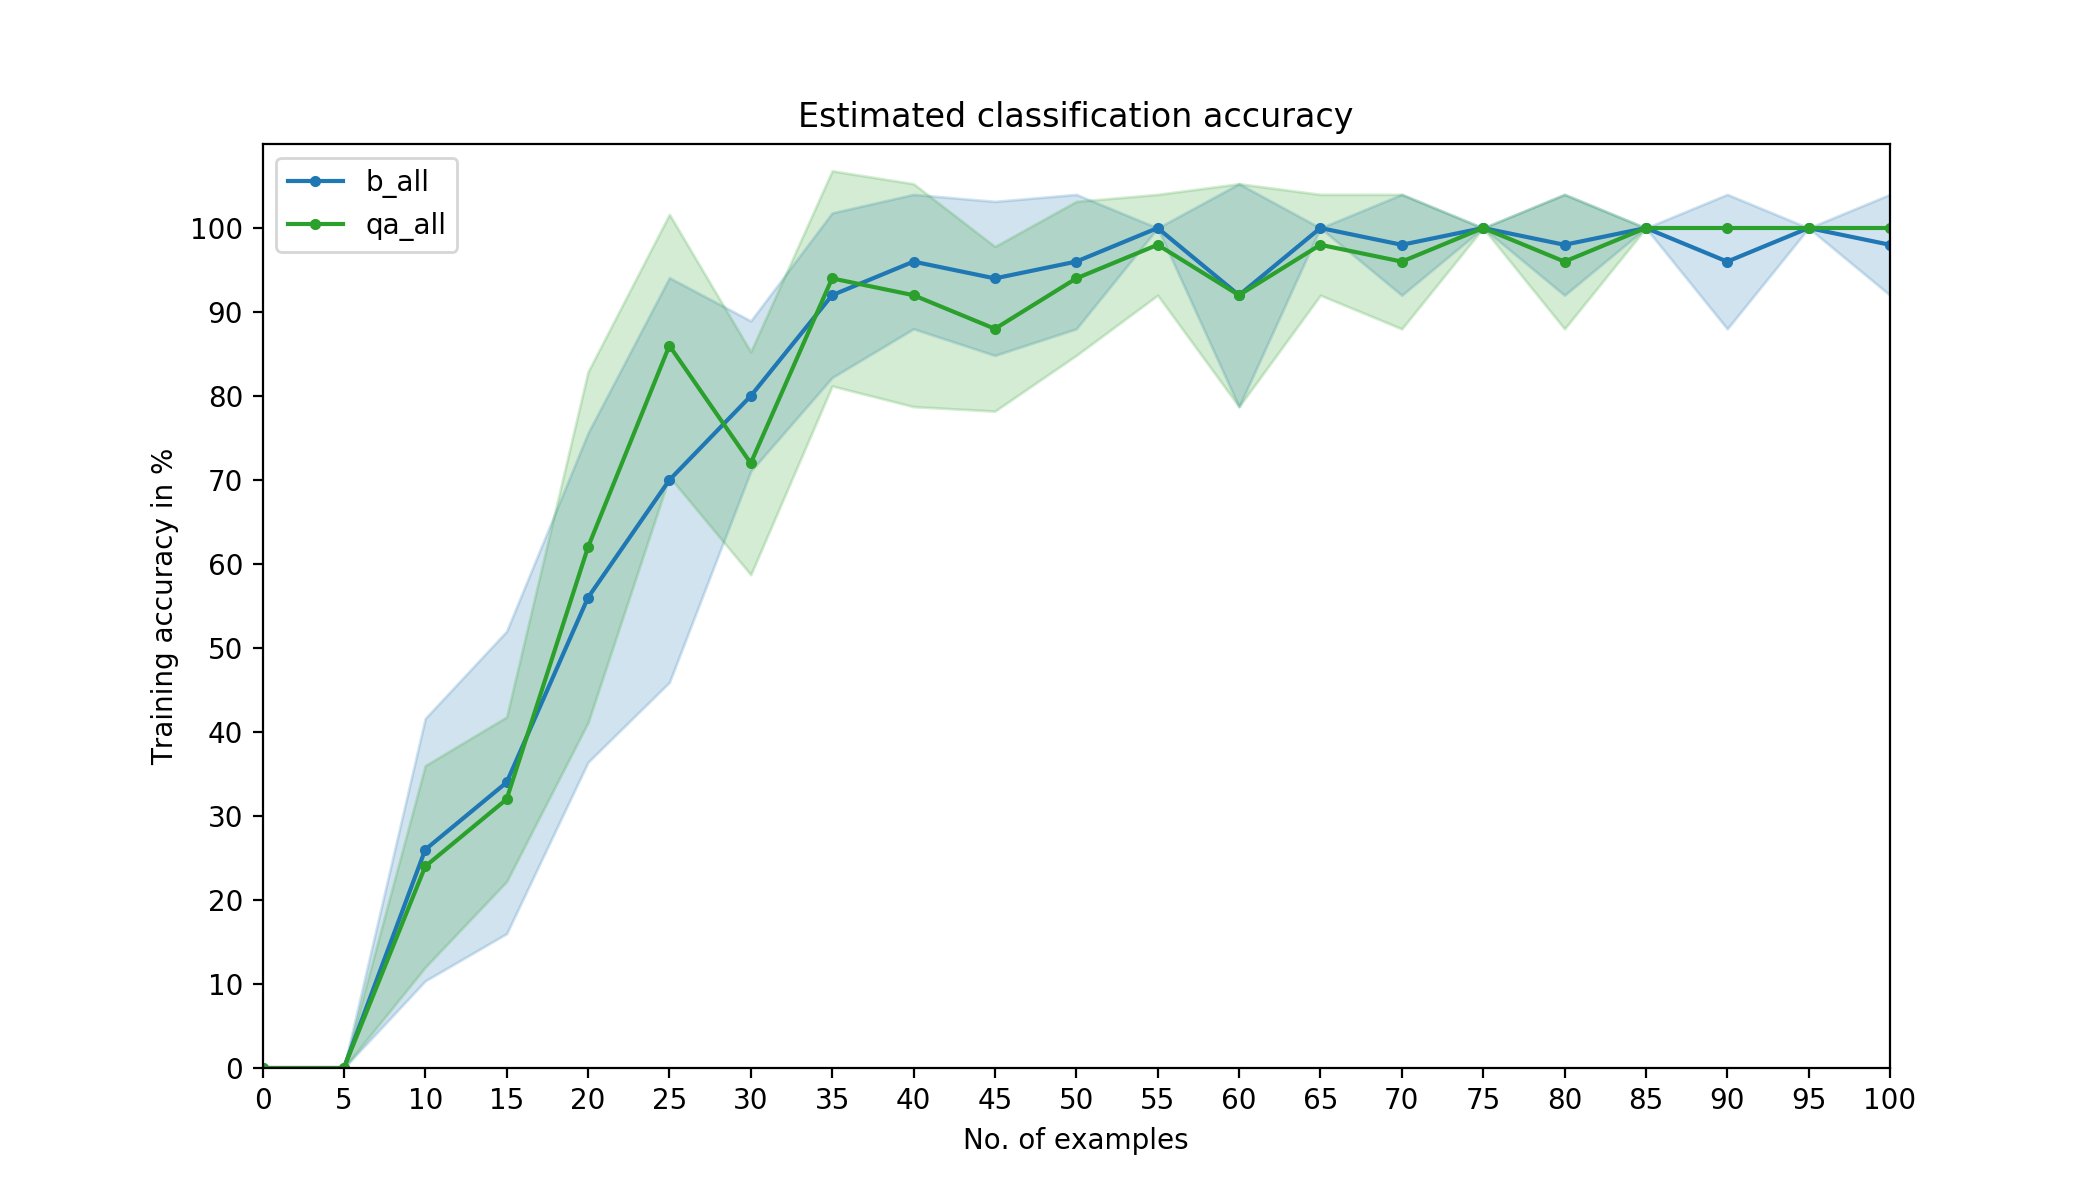 Estimated classification accuracy
b_all
qa_all
100
90
80
70
60
50
40
30
20
10
0
Training accuracy in %
0 5 10 15 20 25 30 35 40 45 50 55 60 65 70 75 80 85 90 95 100
No. of examples